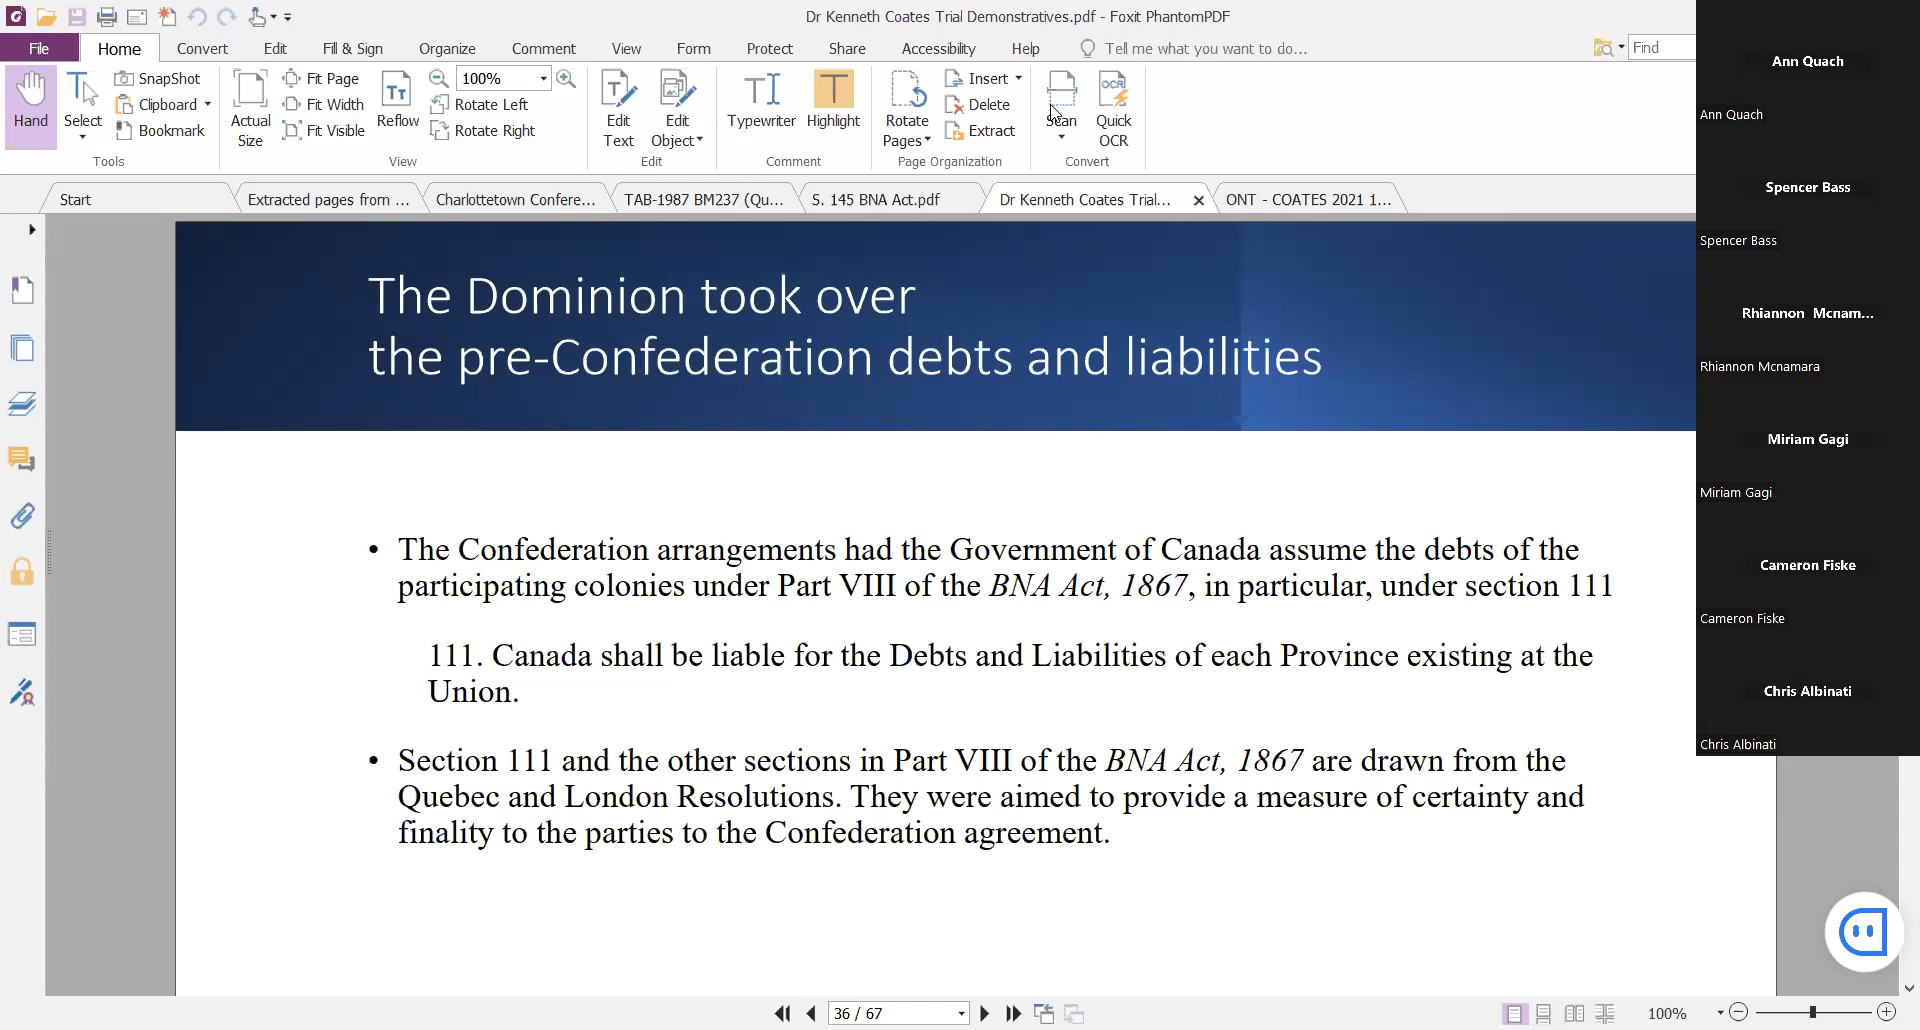 Dr Kenneth Coates Trial Demonstratives.pdf - Foxit PhantomPDF
File Home Convert Edit Fill & Sign Organize Comment View Form Protect Share Accessibility Help Tell me what you want to do... Find
Hand
Select
SnapShot
Clipboard
Bookmark
Tools
Actual Size
Fit Page
Fit Width
Fit Visible
Reflow
100%
Rotate Left
Rotate Right
View
Edit Text
Edit Object
Edit
Typewriter
Highlight
Comment
Rotate Pages
Insert
Delete
Extract
Page Organization
Scan
Quick OCR
Convert
Start
Extracted pages from ...
Charlottetown Confere...
TAB-1987 BM237 (Qu...
S. 145 BNA Act.pdf
Dr Kenneth Coates Trial...
ONT - COATES 2021 1...
The Dominion took over
the pre-Confederation debts and liabilities
• The Confederation arrangements had the Government of Canada assume the debts of the
participating colonies under Part VIII of the BNA Act, 1867, in particular, under section 111
111. Canada shall be liable for the Debts and Liabilities of each Province existing at the
Union.
• Section 111 and the other sections in Part VIII of the BNA Act, 1867 are drawn from the
Quebec and London Resolutions. They were aimed to provide a measure of certainty and
finality to the parties to the Confederation agreement.
Ann Quach
Ann Quach
Spencer Bass
Spencer Bass
Rhiannon Mcnam...
Rhiannon Mcnamara
Miriam Gagi
Miriam Gagi
Cameron Fiske
Cameron Fiske
Chris Albinati
Chris Albinati
36 / 67
100%